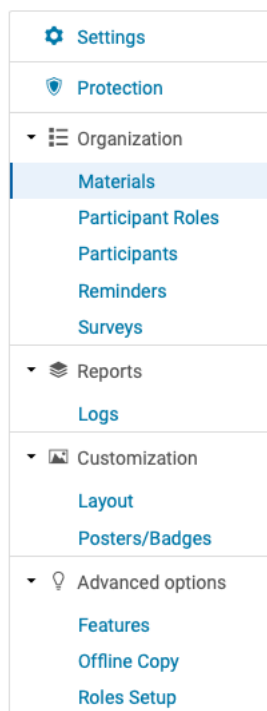 Settings
Protection
Organization
Materials
Participant Roles
Participants
Reminders
Surveys
Reports
Logs
Customization
Layout
Posters/Badges
Advanced options
Features
Offline Copy
Roles Setup